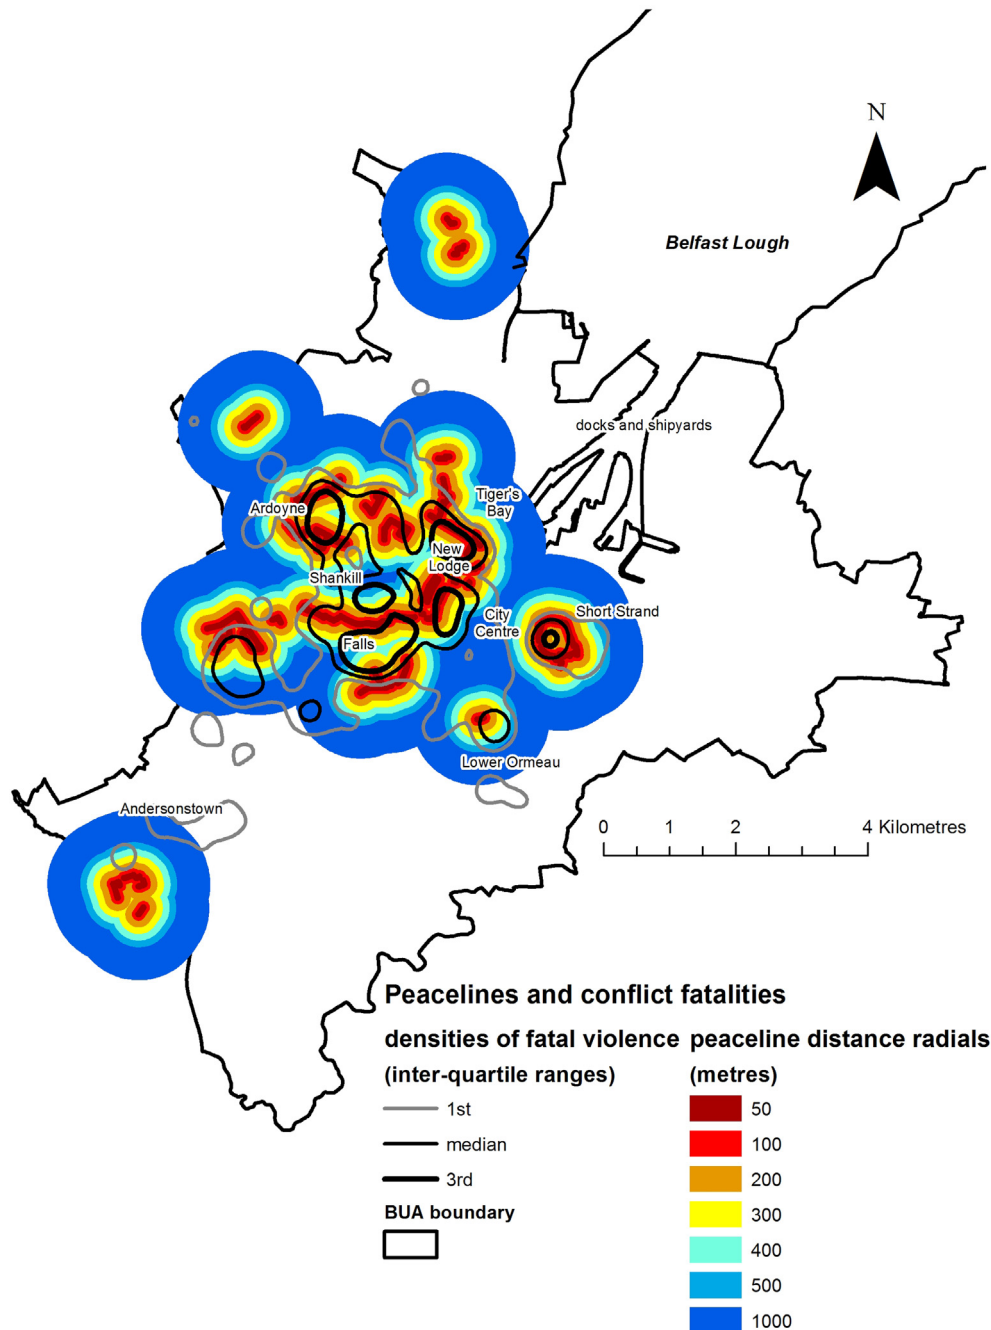 N
Belfast Lough
docks and shipyards
Tiger's
Bay
Ardoyne
New
Lodge
Shankill
City
Centre
Short Strand
Falls
Lower Ormeau
Andersonstown
0 1 2 4 Kilometres
Peacelines and conflict fatalities
densities of fatal violence
(inter-quartile ranges)
1st
median
3rd
BUA boundary
peaceline distance radials
(metres)
50
100
200
300
400
500
1000